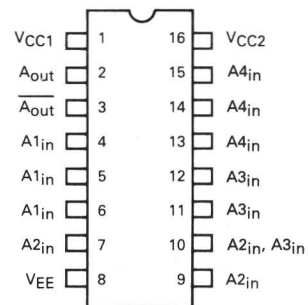 VCC1 1 16 VCC2
Aout 2 15 A4in
A̅o̅u̅t̅ 3 14 A4in
A1in 4 13 A4in
A1in 5 12 A3in
A1in 6 11 A3in
A2in 7 10 A2in, A3in
VEE 8 9 A2in